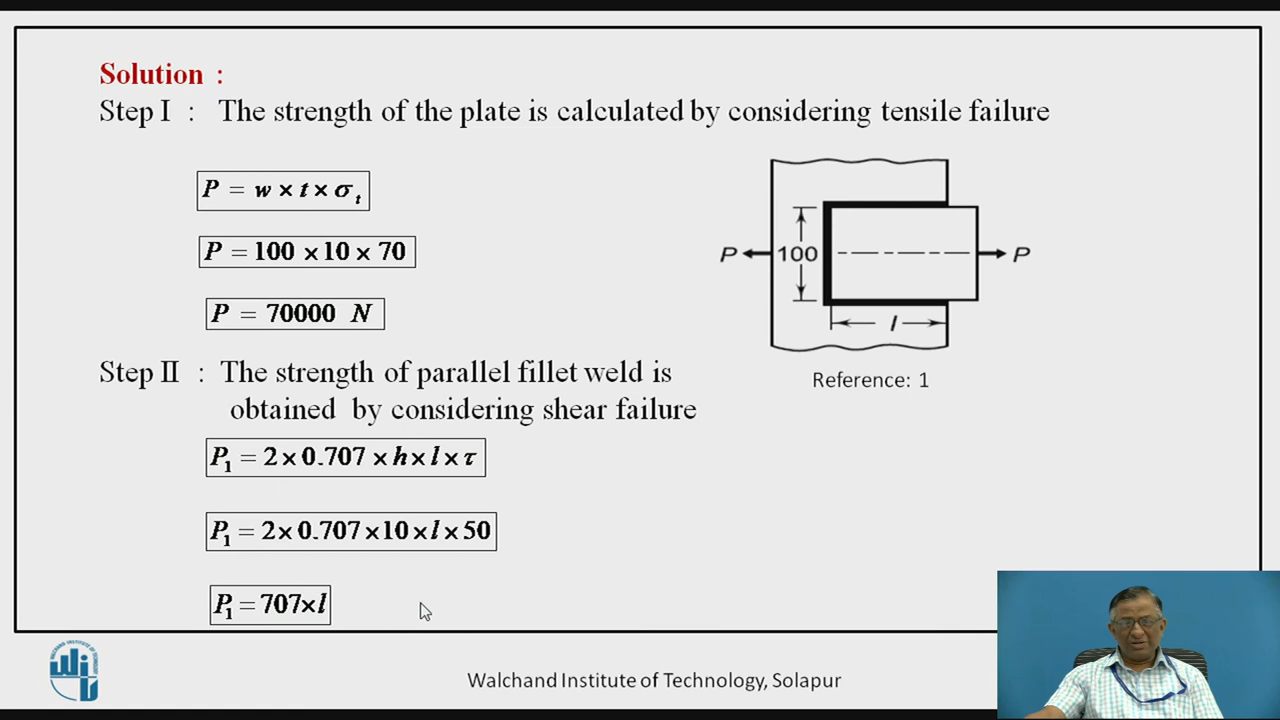 Solution :
Step I : The strength of the plate is calculated by considering tensile failure
P = w × t × σt
P = 100 × 10 × 70
P = 70000 N
P 100 P
l
Reference: 1
Step II : The strength of parallel fillet weld is
obtained by considering shear failure
P1 = 2 × 0.707 × h × l × τ
P1 = 2 × 0.707 × 10 × l × 50
P1 = 707 × l
Walchand Institute of Technology, Solapur